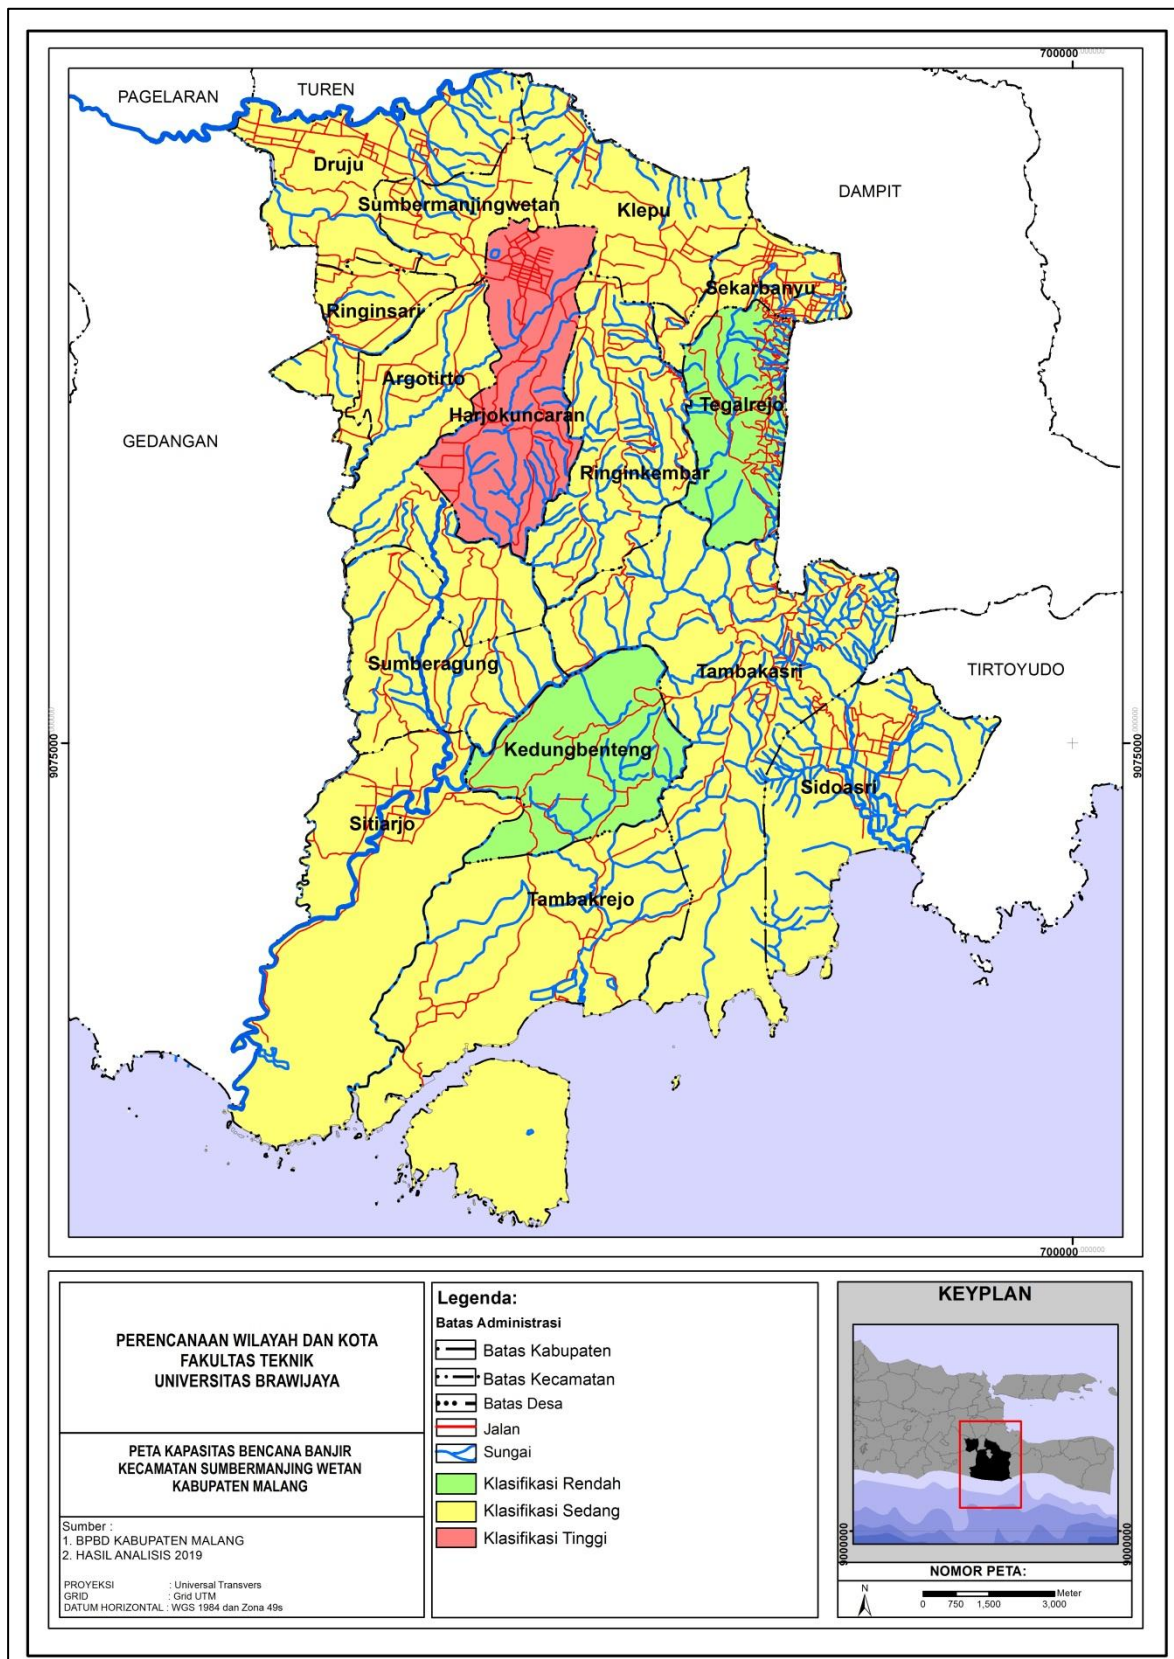 700000.000000
PAGELARAN
TUREN
DAMPIT
Druju
Sumbermanjingwetan
Klepu
Sekarbanyu
Ringinsari
Argotirto
Tegalrejo
Harjokuncaran
GEDANGAN
Ringinkembar
Sumberagung
Tambakasri
TIRTOYUDO
9075000.000000
9075000.000000
Kedungbenteng
Sidoasri
Sitiarjo
Tambakrejo
700000.000000
PERENCANAAN WILAYAH DAN KOTA
FAKULTAS TEKNIK
UNIVERSITAS BRAWIJAYA
PETA KAPASITAS BENCANA BANJIR
KECAMATAN SUMBERMANJING WETAN
KABUPATEN MALANG
Sumber :
1. BPBD KABUPATEN MALANG
2. HASIL ANALISIS 2019
PROYEKSI : Universal Transvers
GRID : Grid UTM
DATUM HORIZONTAL : WGS 1984 dan Zona 49s
Legenda:
Batas Administrasi
Batas Kabupaten
Batas Kecamatan
Batas Desa
Jalan
Sungai
Klasifikasi Rendah
Klasifikasi Sedang
Klasifikasi Tinggi
KEYPLAN
9000000
9000000
NOMOR PETA:
N
Meter
0 750 1,500 3,000